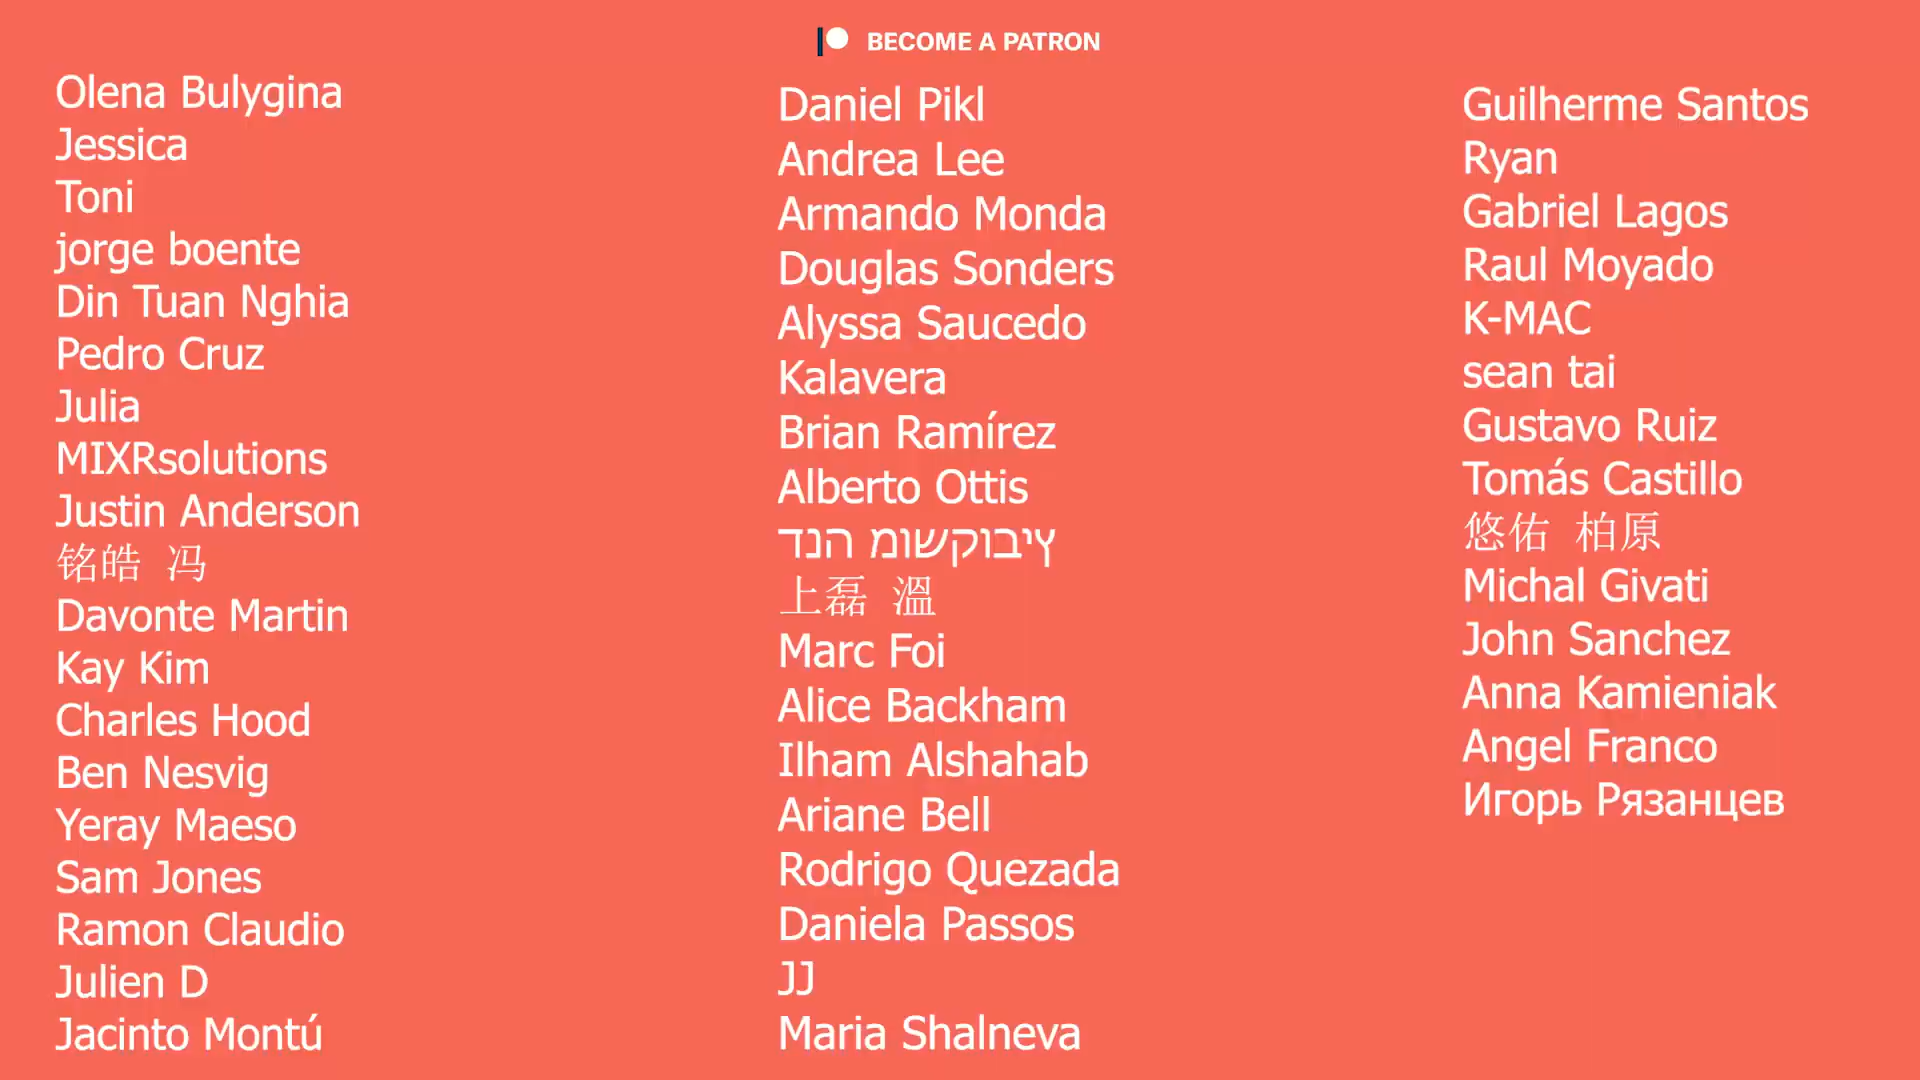 BECOME A PATRON
Olena Bulygina
Jessica
Toni
jorge boente
Din Tuan Nghia
Pedro Cruz
Julia
MIXRsolutions
Justin Anderson
铭皓 冯
Davonte Martin
Kay Kim
Charles Hood
Ben Nesvig
Yeray Maeso
Sam Jones
Ramon Claudio
Julien D
Jacinto Montú
Daniel Pikl
Andrea Lee
Armando Monda
Douglas Sonders
Alyssa Saucedo
Kalavera
Brian Ramírez
Alberto Ottis
דנה מושקוביץ
上磊 溫
Marc Foi
Alice Backham
Ilham Alshahab
Ariane Bell
Rodrigo Quezada
Daniela Passos
JJ
Maria Shalneva
Guilherme Santos
Ryan
Gabriel Lagos
Raul Moyado
K-MAC
sean tai
Gustavo Ruiz
Tomás Castillo
悠佑 柏原
Michal Givati
John Sanchez
Anna Kamieniak
Angel Franco
Игорь Рязанцев